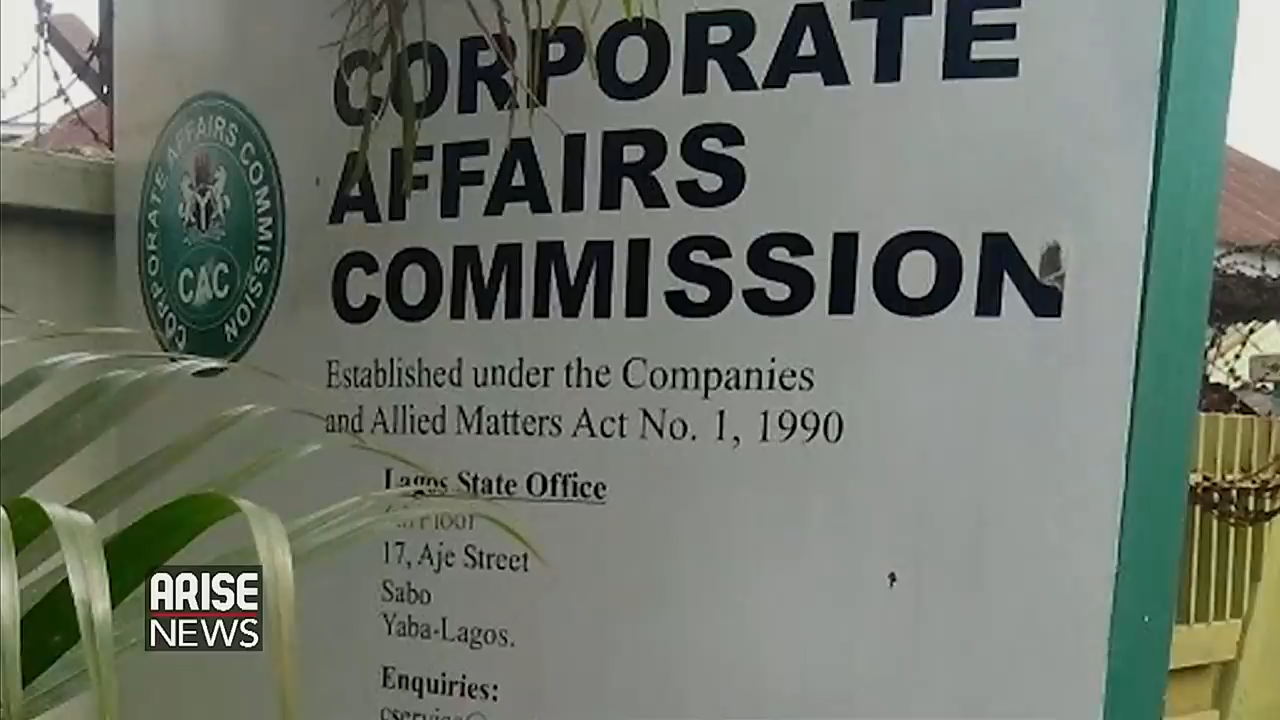 CORPORATE
AFFAIRS
COMMISSION
CORPORATE AFFAIRS COMMISSION
CAC
Established under the Companies
and Allied Matters Act No. 1, 1990
Lagos State Office
Floor
17, Aje Street
Sabo
Yaba-Lagos.
Enquiries:
ARISE
NEWS